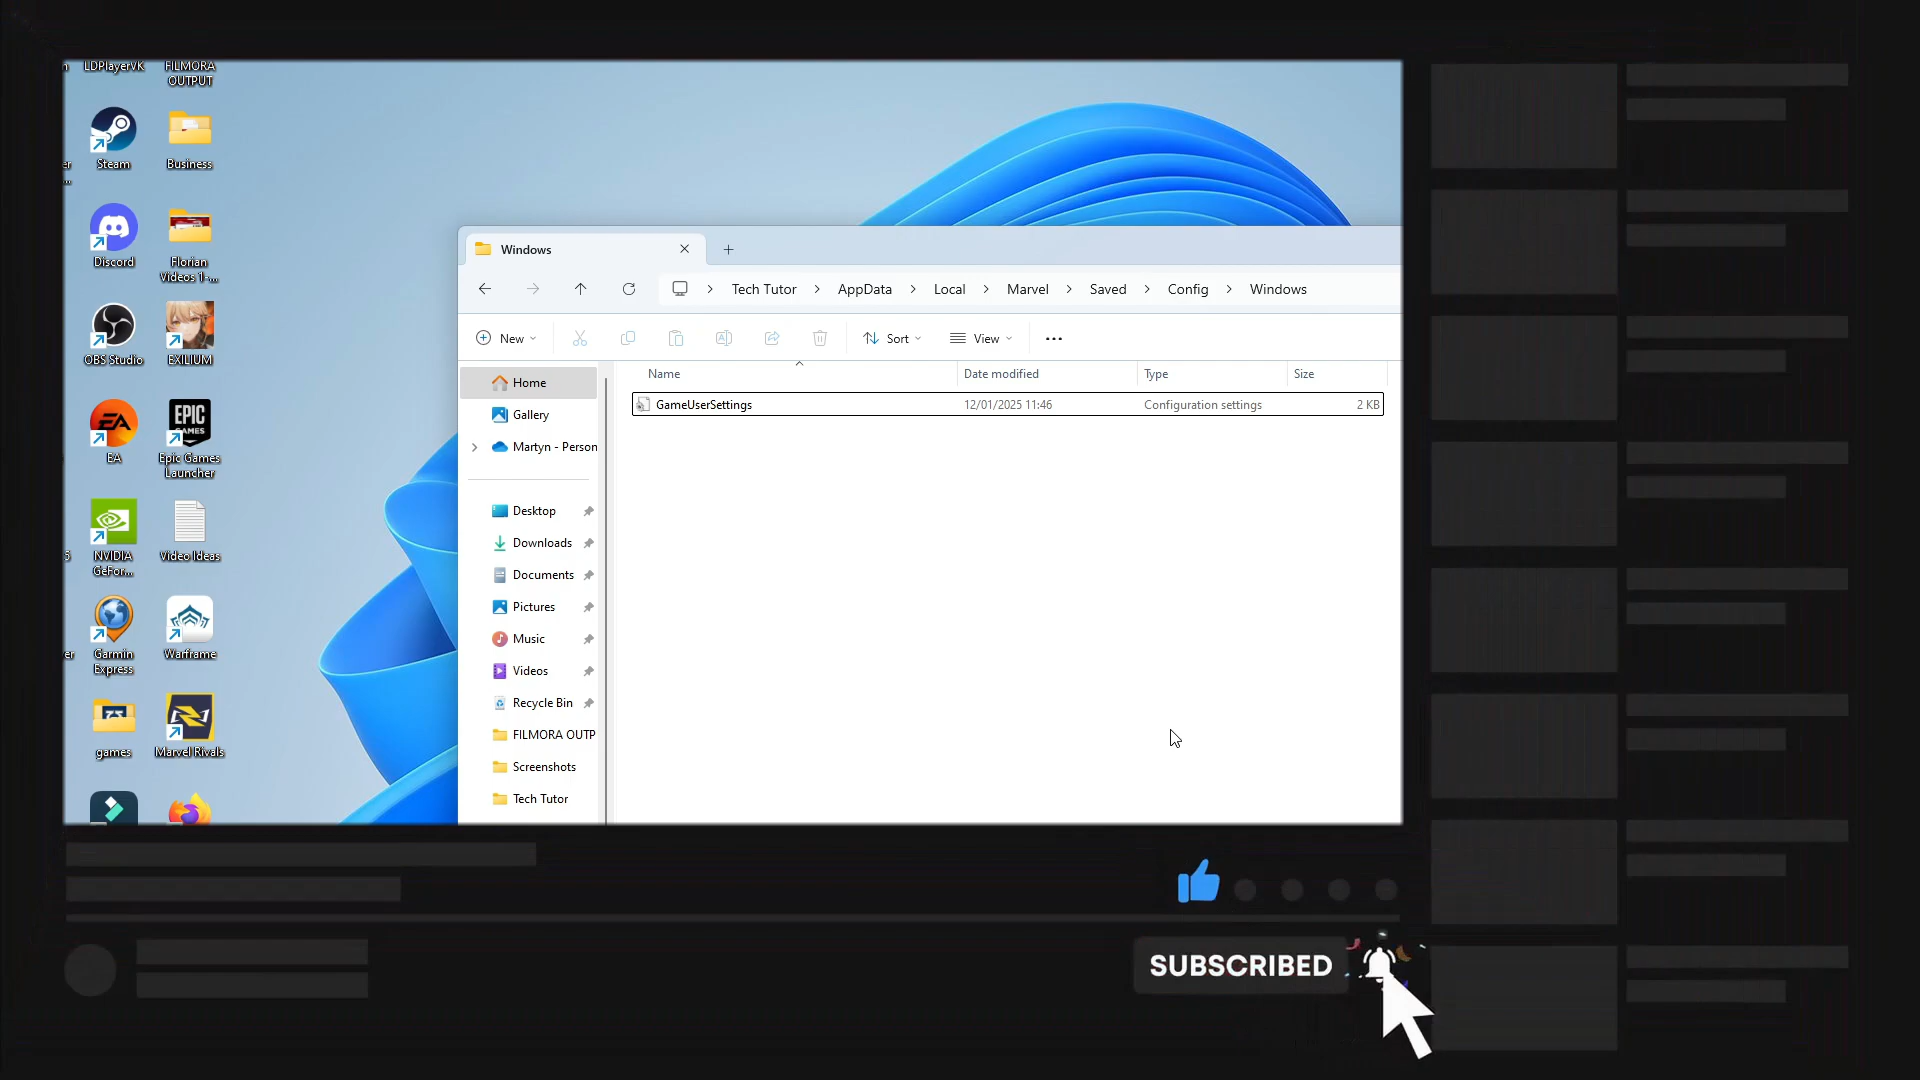 LDPlayerVK
FILMORA
OUTPUT
Steam
Business
Discord
Florian
Videos 1-...
OBS Studio
EXILIUM
EA
EPIC
GAMES
Epic Games
Launcher
NVIDIA
GeFor...
Video Ideas
Garmin
Express
Warframe
games
Marvel Rivals
Windows
Tech Tutor
AppData
Local
Marvel
Saved
Config
Windows
New
Sort
View
Name
Date modified
Type
Size
GameUserSettings
12/01/2025 11:46
Configuration settings
2 KB
Home
Gallery
Martyn - Person
Desktop
Downloads
Documents
Pictures
Music
Videos
Recycle Bin
FILMORA OUTP
Screenshots
Tech Tutor
SUBSCRIBED